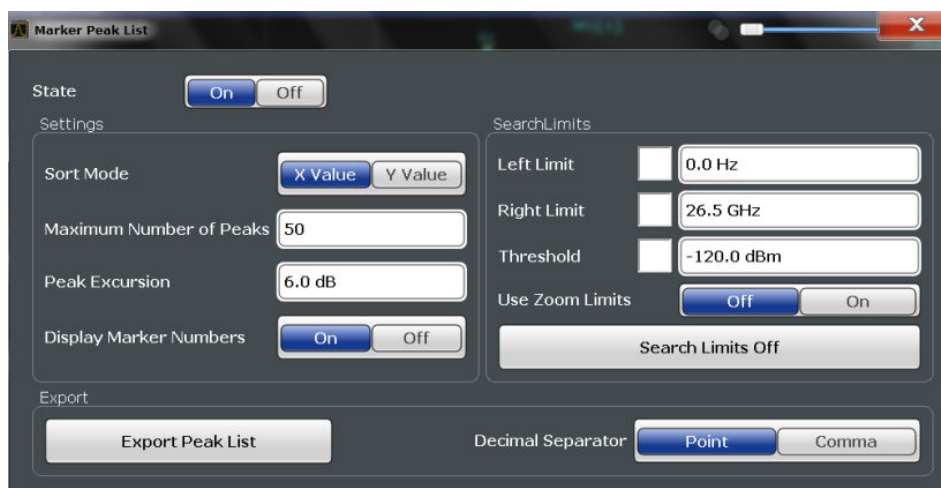 Marker Peak List
State
On Off
Settings
Sort Mode
X Value Y Value
Maximum Number of Peaks 50
Peak Excursion 6.0 dB
Display Marker Numbers On Off
SearchLimits
Left Limit 0.0 Hz
Right Limit 26.5 GHz
Threshold -120.0 dBm
Use Zoom Limits Off On
Search Limits Off
Export
Export Peak List
Decimal Separator Point Comma